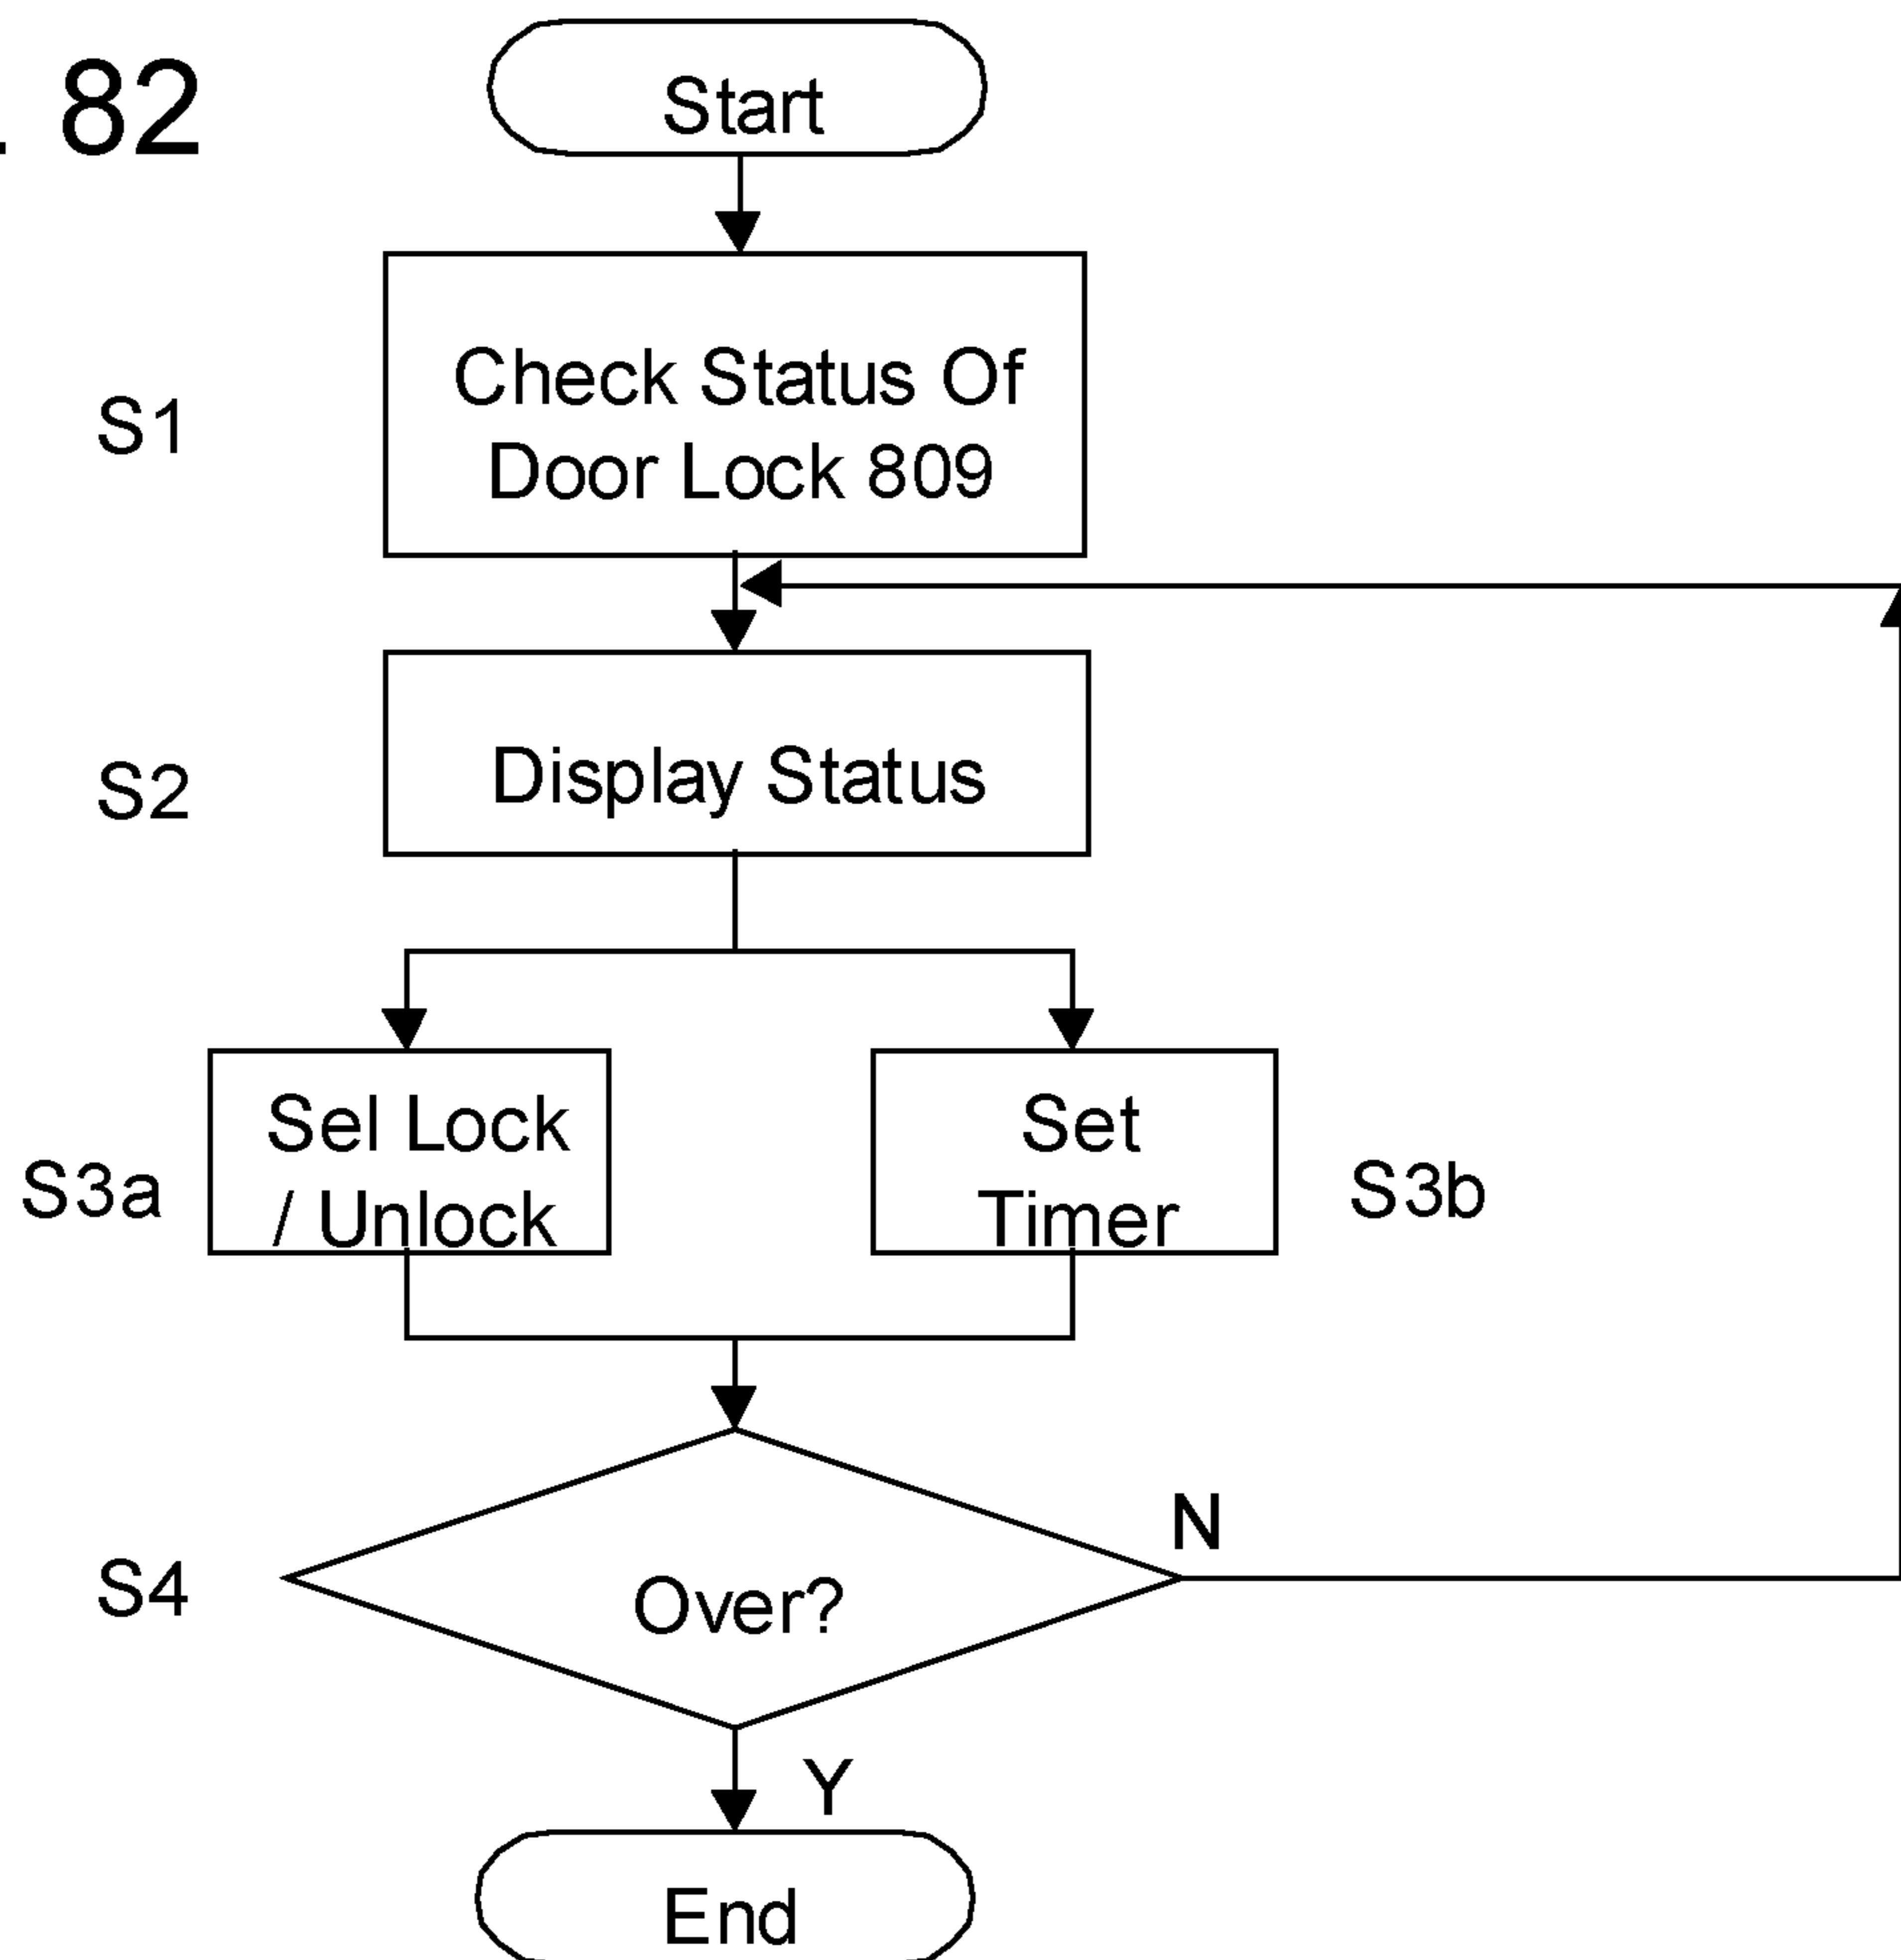 . 82
Start
S1
Check Status Of
Door Lock 809
S2
Display Status
S3a
Sel Lock
/ Unlock
Set
Timer
S3b
S4
Over?
N
Y
End